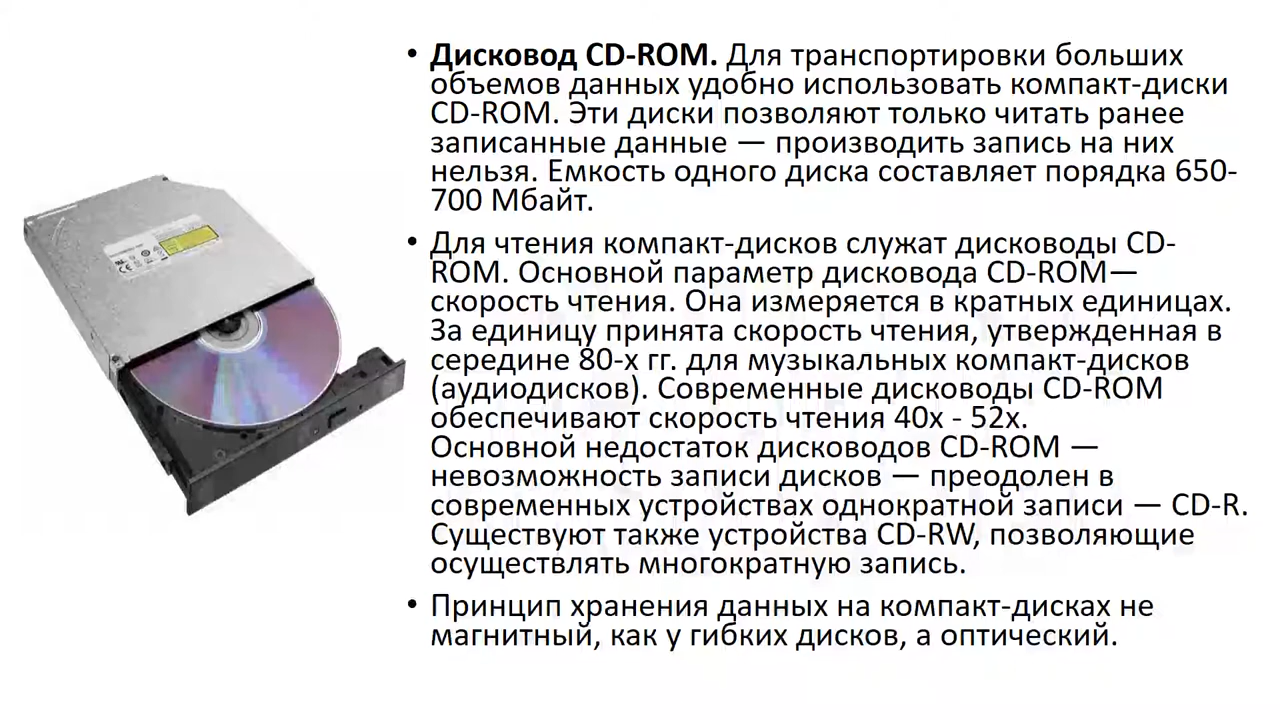 • Дисковод CD-ROM. Для транспортировки больших
объемов данных удобно использовать компакт-диски
CD-ROM. Эти диски позволяют только читать ранее
записанные данные — производить запись на них
нельзя. Емкость одного диска составляет порядка 650-
700 Мбайт.
• Для чтения компакт-дисков служат дисководы CD-
ROM. Основной параметр дисковода CD-ROM—
скорость чтения. Она измеряется в кратных единицах.
За единицу принята скорость чтения, утвержденная в
середине 80-х гг. для музыкальных компакт-дисков
(аудиодисков). Современные дисководы CD-ROM
обеспечивают скорость чтения 40х - 52х.
Основной недостаток дисководов CD-ROM —
невозможность записи дисков — преодолен в
современных устройствах однократной записи — CD-R.
Существуют также устройства CD-RW, позволяющие
осуществлять многократную запись.
• Принцип хранения данных на компакт-дисках не
магнитный, как у гибких дисков, а оптический.